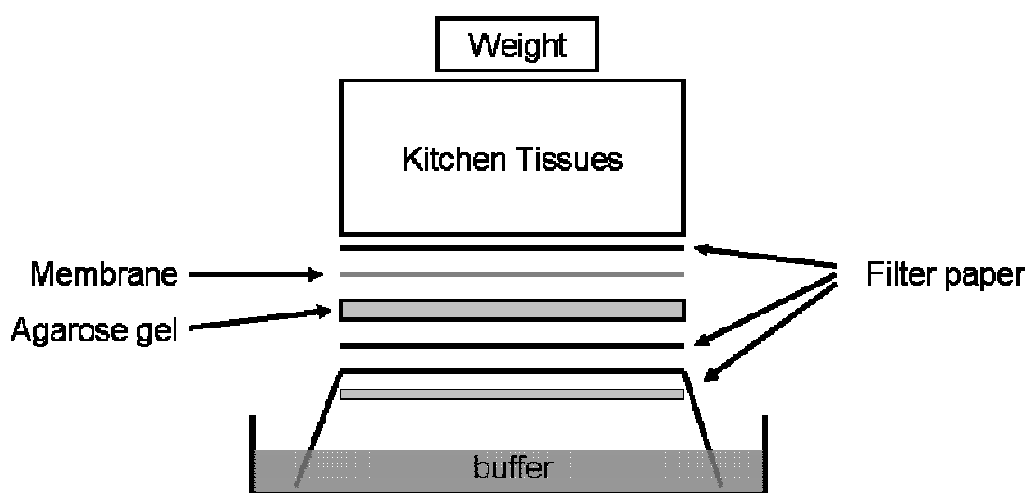 Weight
Kitchen Tissues
Membrane
Filter paper
Agarose gel
buffer